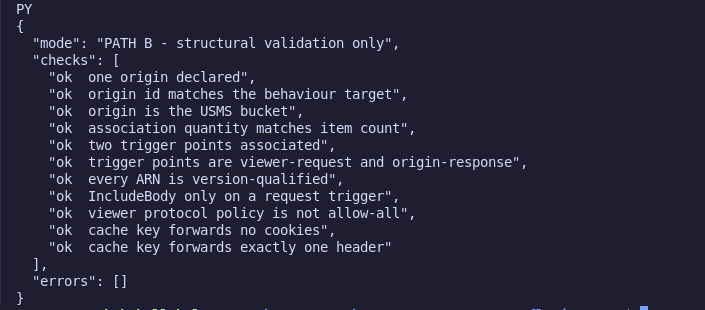 PY
{
  "mode": "PATH B - structural validation only",
  "checks": [
    "ok  one origin declared",
    "ok  origin id matches the behaviour target",
    "ok  origin is the USMS bucket",
    "ok  association quantity matches item count",
    "ok  two trigger points associated",
    "ok  trigger points are viewer-request and origin-response",
    "ok  every ARN is version-qualified",
    "ok  IncludeBody only on a request trigger",
    "ok  viewer protocol policy is not allow-all",
    "ok  cache key forwards no cookies",
    "ok  cache key forwards exactly one header"
  ],
  "errors": []
}